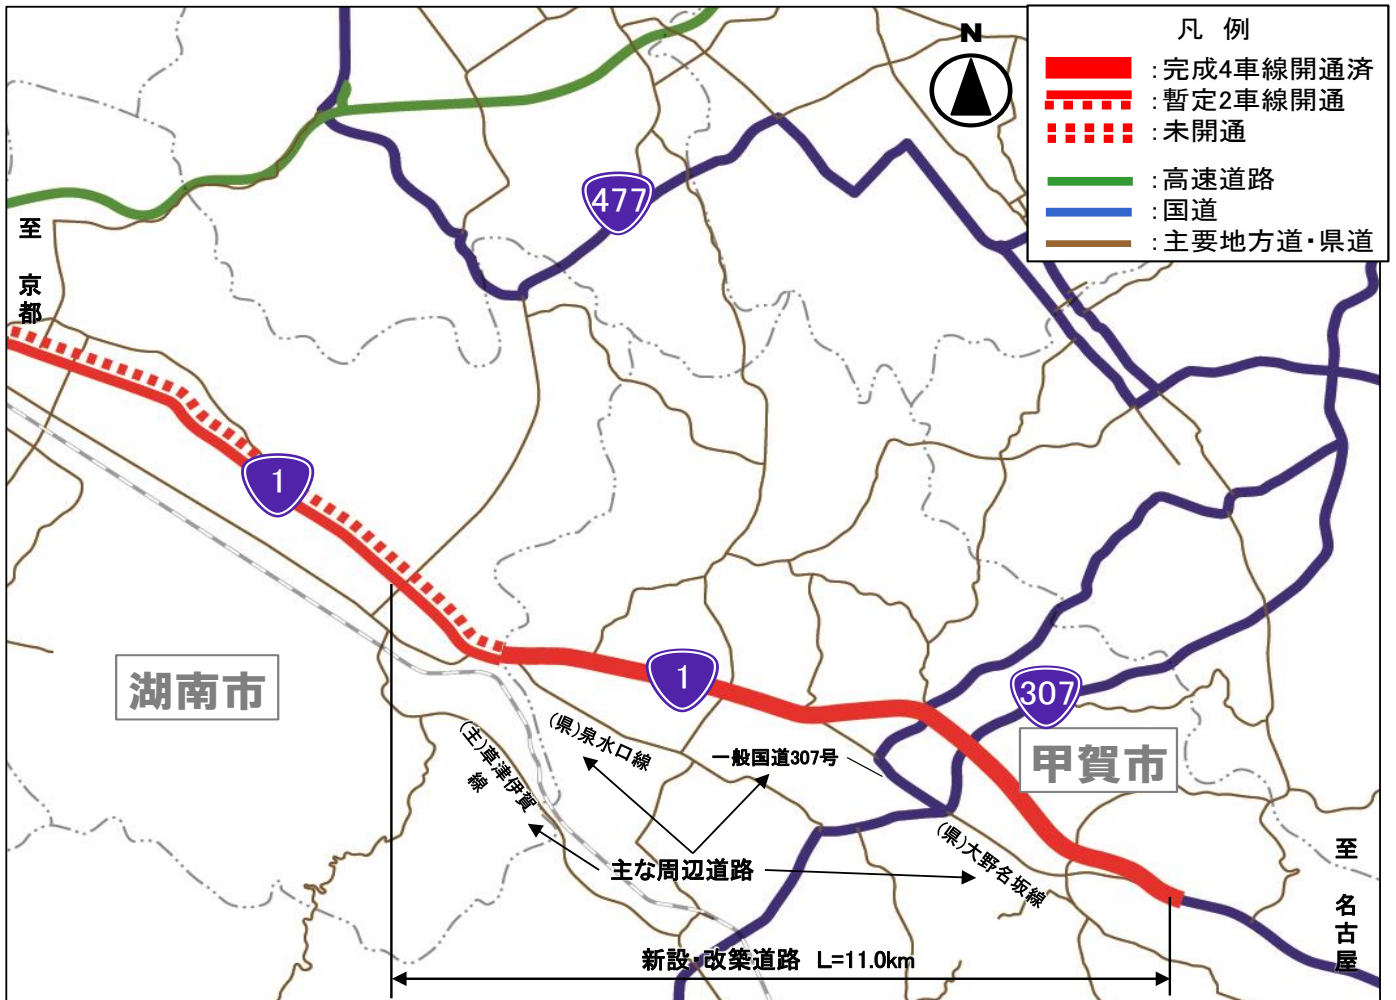 凡 例
:完成4車線開通済
:暫定2車線開通
:未開通
:高速道路
:国道
:主要地方道・県道
N
477
至
京都
1
1
307
湖南市
甲賀市
(県)泉水口線
(主)草津伊賀
線
一般国道307号
(県)大野名坂線
主な周辺道路
至
名古屋
新設・改築道路 L=11.0km